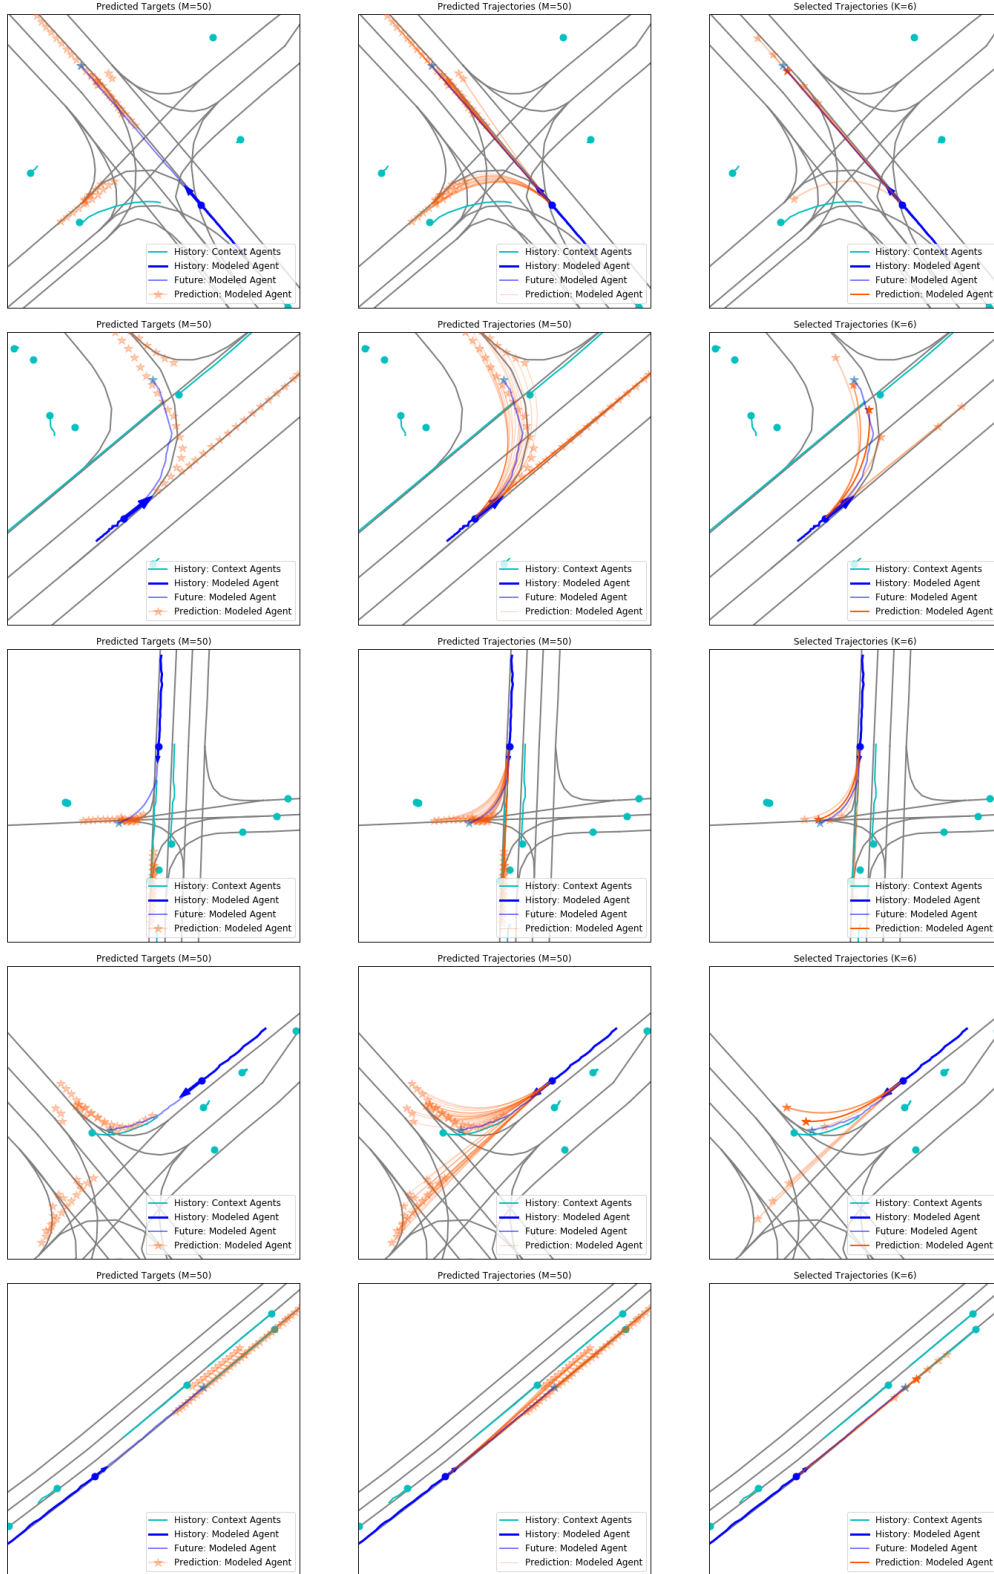 Predicted Targets (M=50)
Predicted Trajectories (M=50)
Selected Trajectories (K=6)
History: Context Agents
History: Modeled Agent
Future: Modeled Agent
Prediction: Modeled Agent
History: Context Agents
History: Modeled Agent
Future: Modeled Agent
Prediction: Modeled Agent
History: Context Agents
History: Modeled Agent
Future: Modeled Agent
Prediction: Modeled Agent
Predicted Targets (M=50)
Predicted Trajectories (M=50)
Selected Trajectories (K=6)
History: Context Agents
History: Modeled Agent
Future: Modeled Agent
Prediction: Modeled Agent
History: Context Agents
History: Modeled Agent
Future: Modeled Agent
Prediction: Modeled Agent
History: Context Agents
History: Modeled Agent
Future: Modeled Agent
Prediction: Modeled Agent
Predicted Targets (M=50)
Predicted Trajectories (M=50)
Selected Trajectories (K=6)
History: Context Agents
History: Modeled Agent
Future: Modeled Agent
Prediction: Modeled Agent
History: Context Agents
History: Modeled Agent
Future: Modeled Agent
Prediction: Modeled Agent
History: Context Agents
History: Modeled Agent
Future: Modeled Agent
Prediction: Modeled Agent
Predicted Targets (M=50)
Predicted Trajectories (M=50)
Selected Trajectories (K=6)
History: Context Agents
History: Modeled Agent
Future: Modeled Agent
Prediction: Modeled Agent
History: Context Agents
History: Modeled Agent
Future: Modeled Agent
Prediction: Modeled Agent
History: Context Agents
History: Modeled Agent
Future: Modeled Agent
Prediction: Modeled Agent
Predicted Targets (M=50)
Predicted Trajectories (M=50)
Selected Trajectories (K=6)
History: Context Agents
History: Modeled Agent
Future: Modeled Agent
Prediction: Modeled Agent
History: Context Agents
History: Modeled Agent
Future: Modeled Agent
Prediction: Modeled Agent
History: Context Agents
History: Modeled Agent
Future: Modeled Agent
Prediction: Modeled Agent